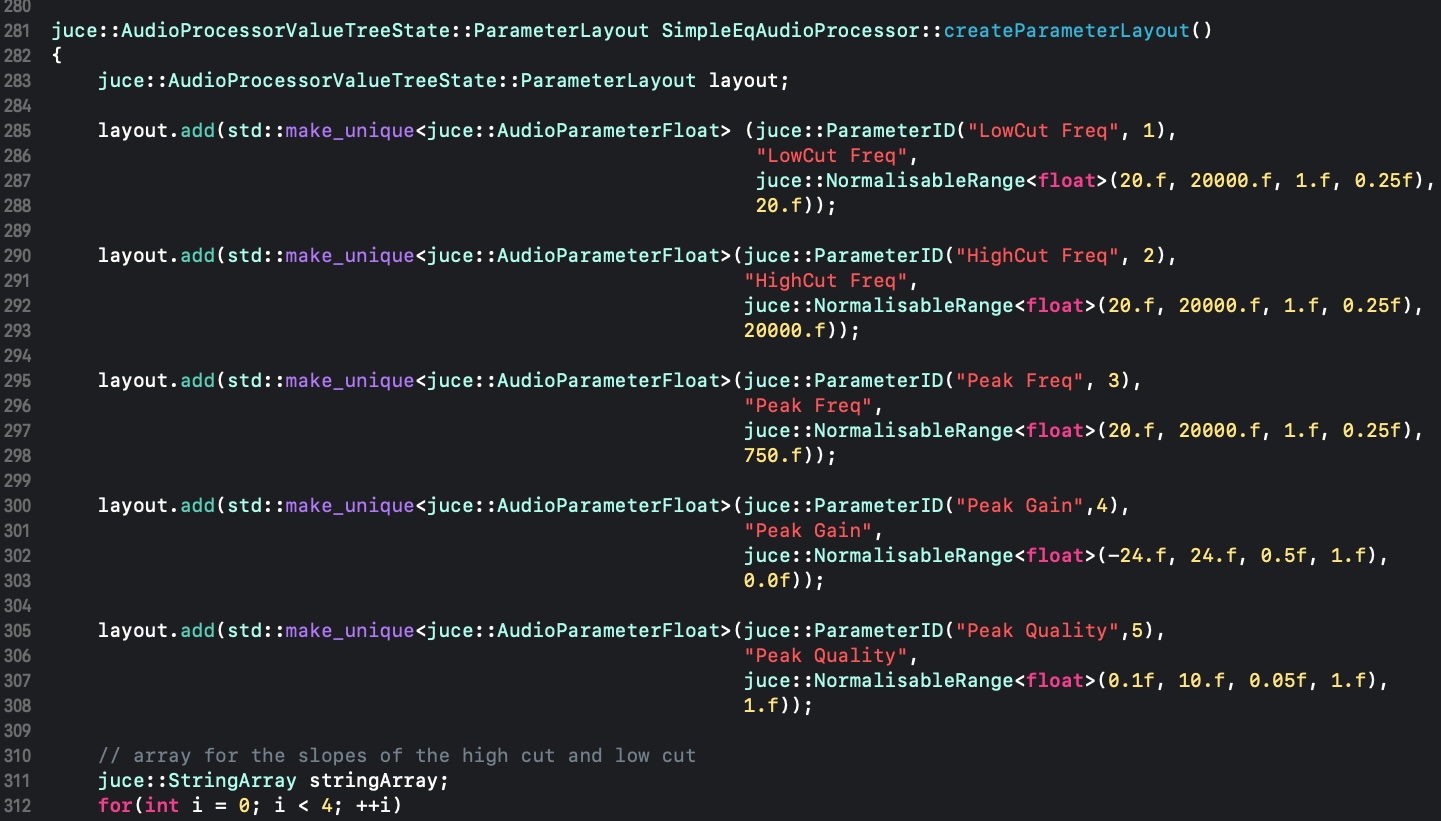 280
281 juce::AudioProcessorValueTreeState::ParameterLayout SimpleEqAudioProcessor::createParameterLayout()
282 {
283     juce::AudioProcessorValueTreeState::ParameterLayout layout;
284
285     layout.add(std::make_unique<juce::AudioParameterFloat> (juce::ParameterID("LowCut Freq", 1),
286                                                             "LowCut Freq",
287                                                             juce::NormalisableRange<float>(20.f, 20000.f, 1.f, 0.25f),
288                                                             20.f));
289
290     layout.add(std::make_unique<juce::AudioParameterFloat>(juce::ParameterID("HighCut Freq", 2),
291                                                            "HighCut Freq",
292                                                            juce::NormalisableRange<float>(20.f, 20000.f, 1.f, 0.25f),
293                                                            20000.f));
294
295     layout.add(std::make_unique<juce::AudioParameterFloat>(juce::ParameterID("Peak Freq", 3),
296                                                            "Peak Freq",
297                                                            juce::NormalisableRange<float>(20.f, 20000.f, 1.f, 0.25f),
298                                                            750.f));
299
300     layout.add(std::make_unique<juce::AudioParameterFloat>(juce::ParameterID("Peak Gain",4),
301                                                            "Peak Gain",
302                                                            juce::NormalisableRange<float>(-24.f, 24.f, 0.5f, 1.f),
303                                                            0.0f));
304
305     layout.add(std::make_unique<juce::AudioParameterFloat>(juce::ParameterID("Peak Quality",5),
306                                                            "Peak Quality",
307                                                            juce::NormalisableRange<float>(0.1f, 10.f, 0.05f, 1.f),
308                                                            1.f));
309
310     // array for the slopes of the high cut and low cut
311     juce::StringArray stringArray;
312     for(int i = 0; i < 4; ++i)